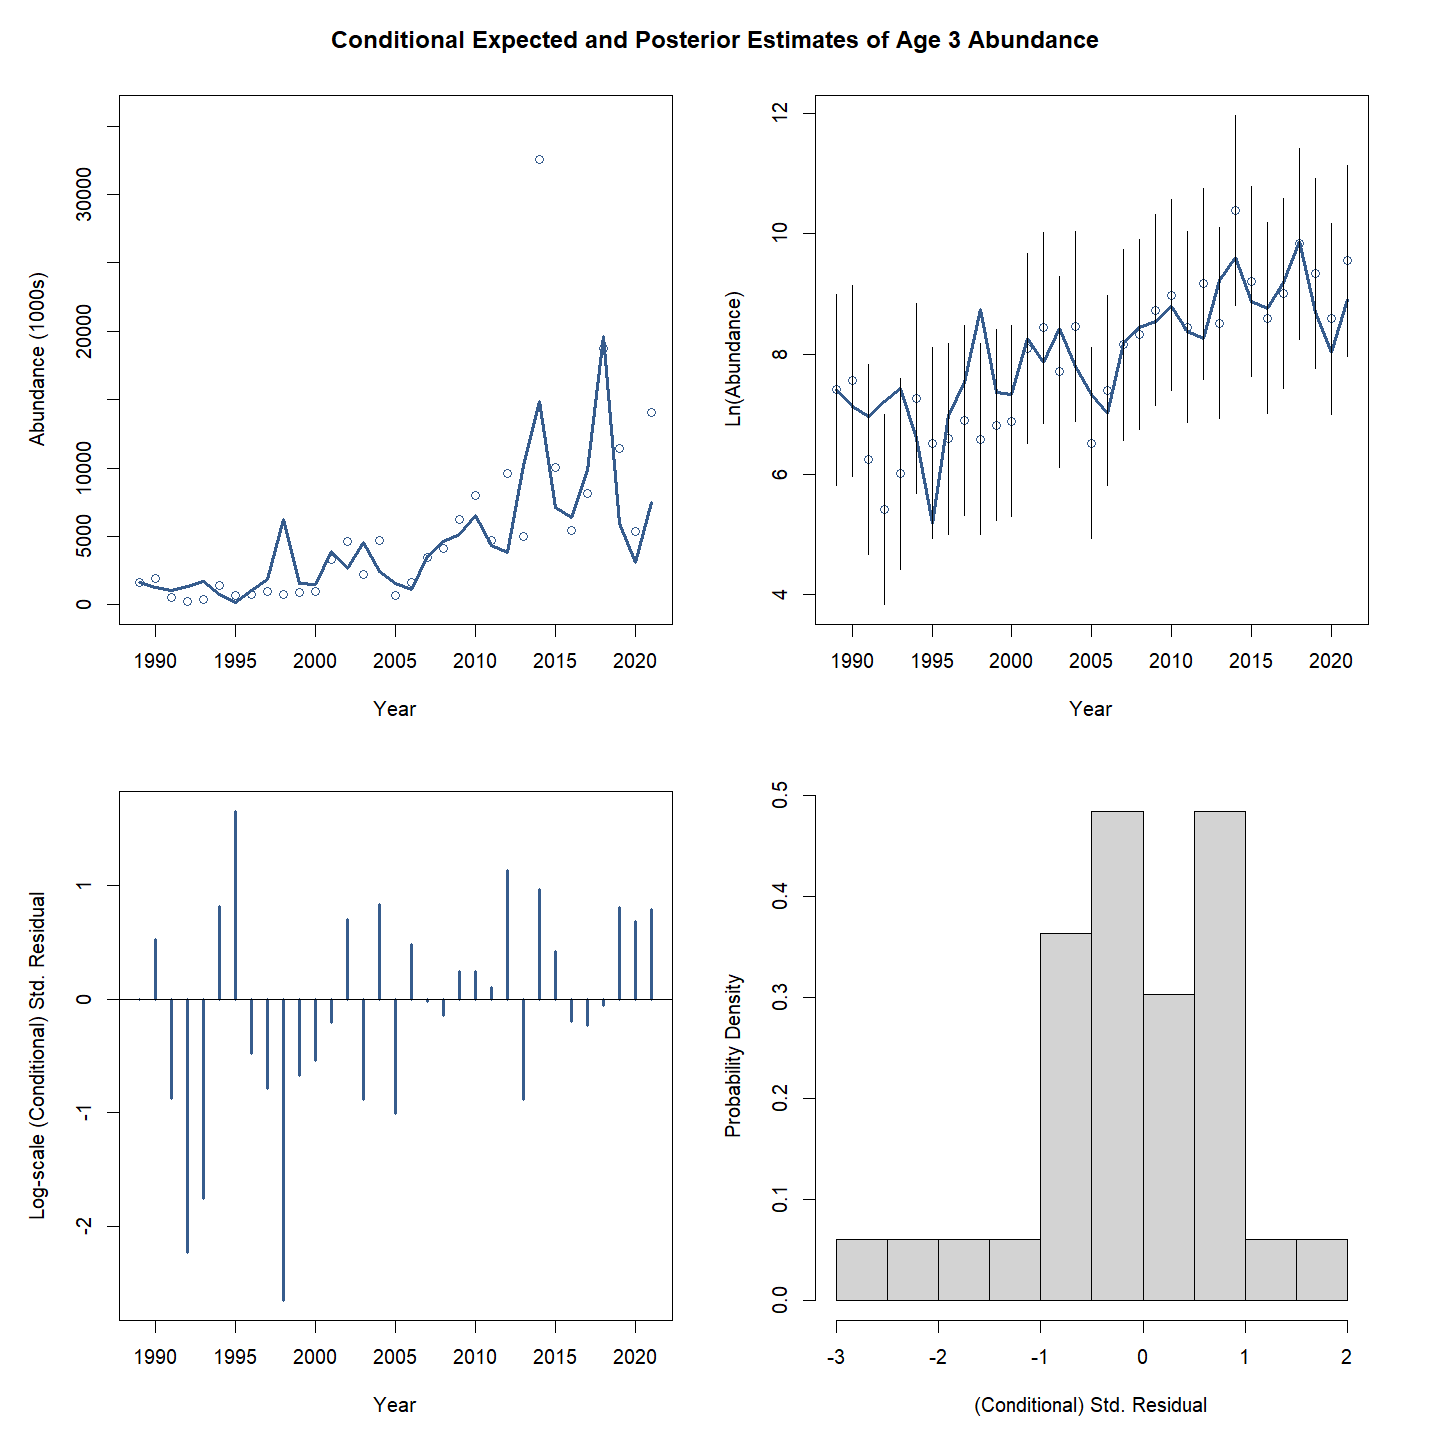 Conditional Expected and Posterior Estimates of Age 3 Abundance
Abundance (1000s)
0
5000
10000
20000
30000
1990 1995 2000 2005 2010 2015 2020
Year
Ln(Abundance)
4
6
8
10
12
1990 1995 2000 2005 2010 2015 2020
Year
Log-scale (Conditional) Std. Residual
-2
-1
0
1
1990 1995 2000 2005 2010 2015 2020
Year
Probability Density
0.0
0.1
0.2
0.3
0.4
0.5
-3 -2 -1 0 1 2
(Conditional) Std. Residual